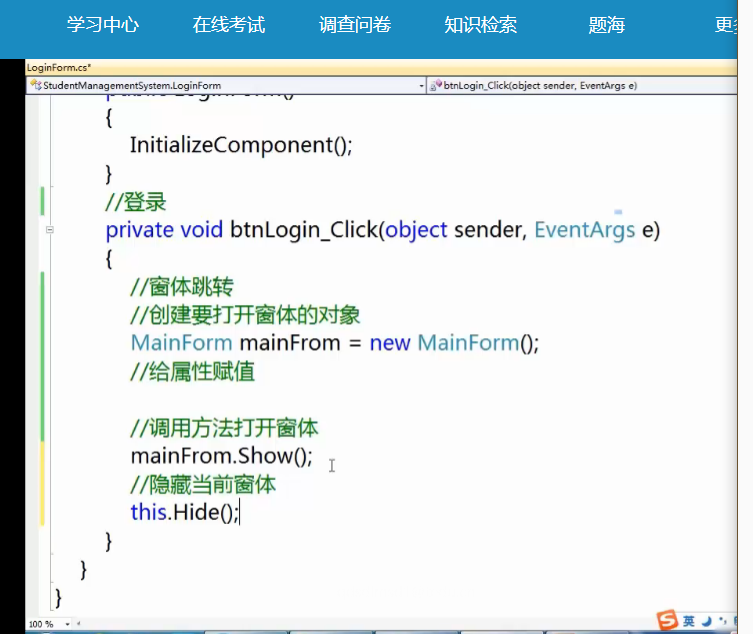 学习中心 在线考试 调查问卷 知识检索 题海 更
LoginForm.cs*
StudentManagementSystem.LoginForm btnLogin_Click(object sender, EventArgs e)
public LoginForm()
{
InitializeComponent();
}
//登录
private void btnLogin_Click(object sender, EventArgs e)
{
//窗体跳转
//创建要打开窗体的对象
MainForm mainFrom = new MainForm();
//给属性赋值
//调用方法打开窗体
mainFrom.Show();
//隐藏当前窗体
this.Hide();
}
}
}
100 %
S 英